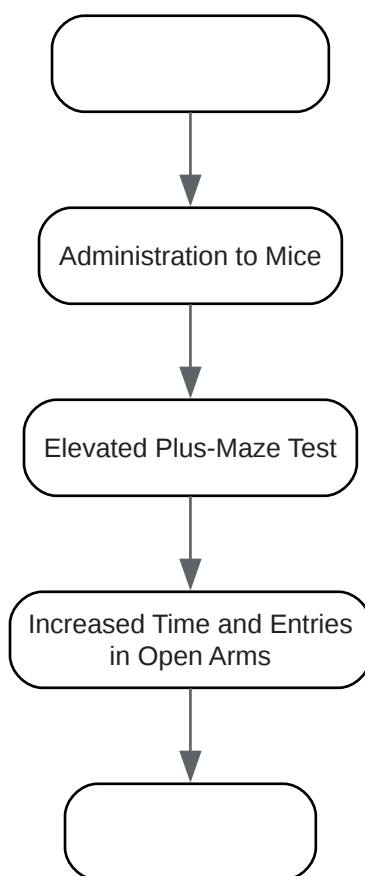 Administration to Mice
Elevated Plus-Maze Test
Increased Time and Entries
in Open Arms